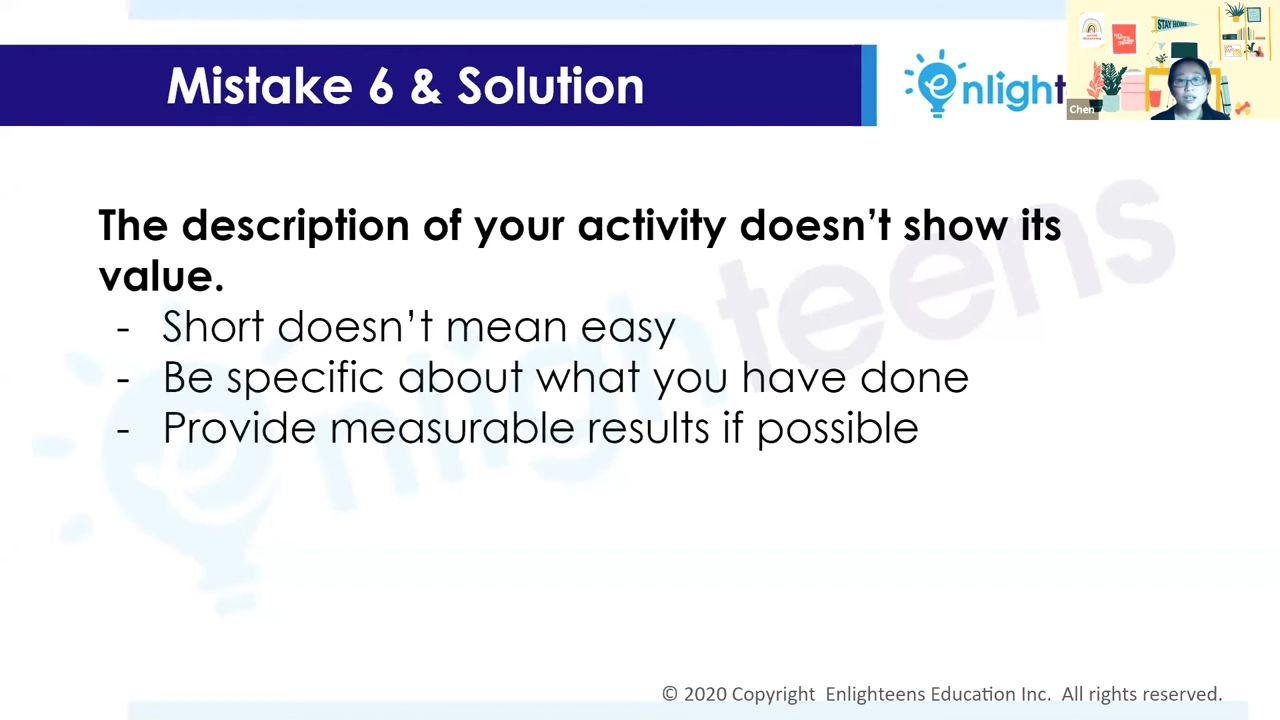 Mistake 6 & Solution
enlight
STAY HOME
Chen
The description of your activity doesn’t show its
value.
- Short doesn’t mean easy
- Be specific about what you have done
- Provide measurable results if possible
enlighteens
© 2020 Copyright Enlighteens Education Inc. All rights reserved.